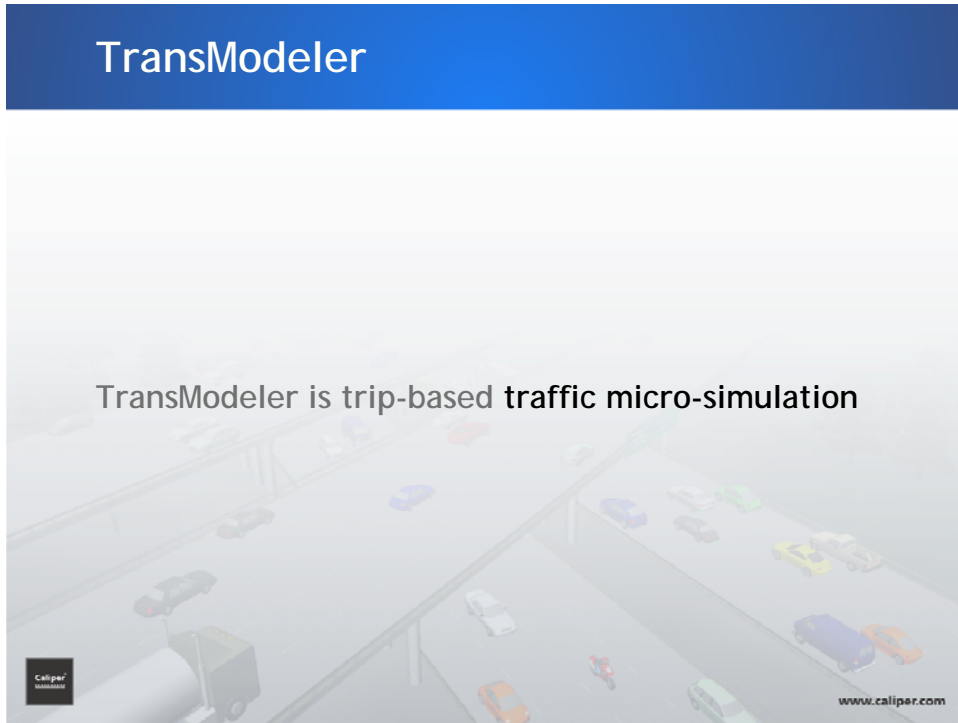 TransModeler
TransModeler is trip-based traffic micro-simulation
Caliper
www.caliper.com